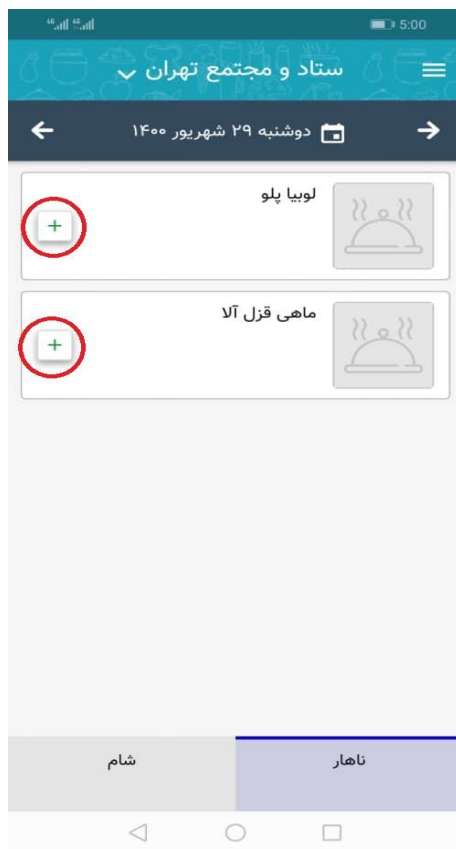 5:00
ستاد و مجتمع تهران
دوشنبه ۲۹ شهریور ۱۴۰۰
لوبیا پلو
+
ماهی قزل آلا
+
ناهار
شام